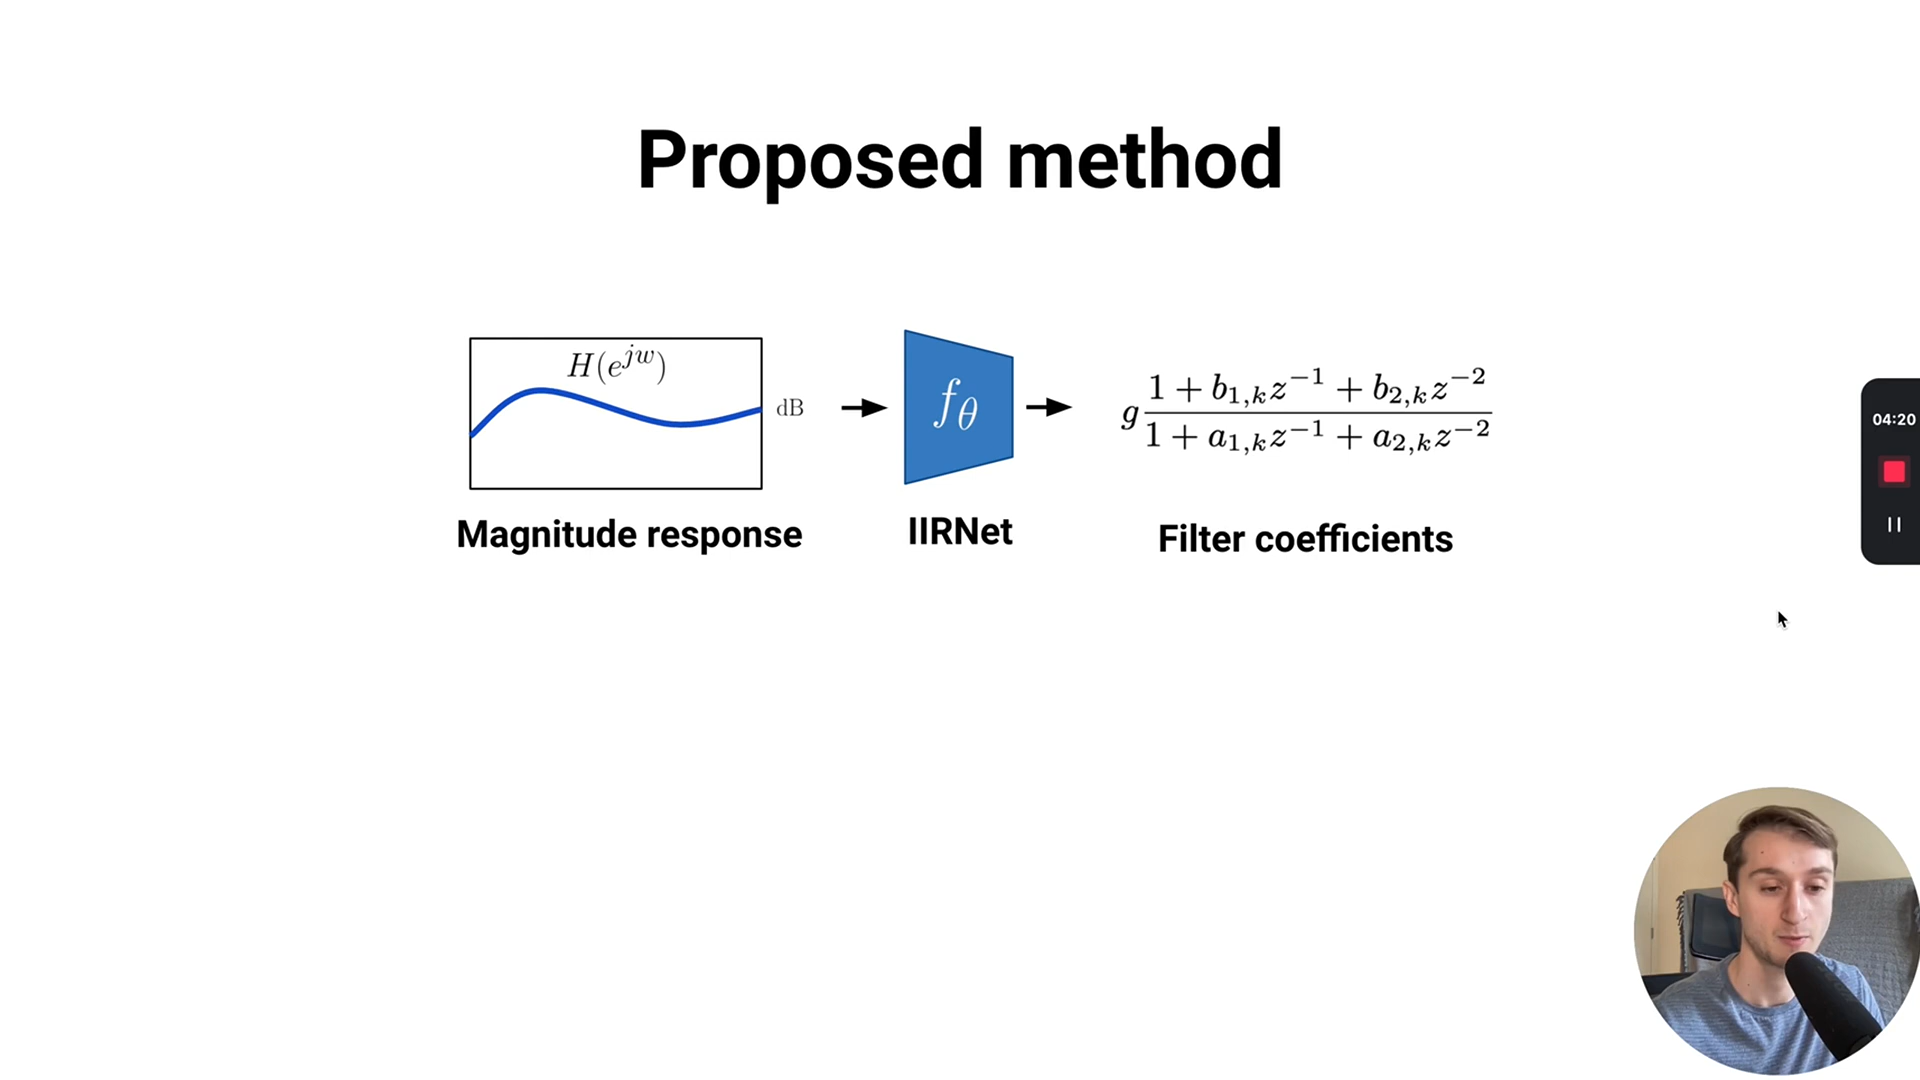 Proposed method
H(e^{jw})
dB
f_θ
g \frac{1 + b_{1,k}z^{-1} + b_{2,k}z^{-2}}{1 + a_{1,k}z^{-1} + a_{2,k}z^{-2}}
Magnitude response
IIRNet
Filter coefficients
04:20